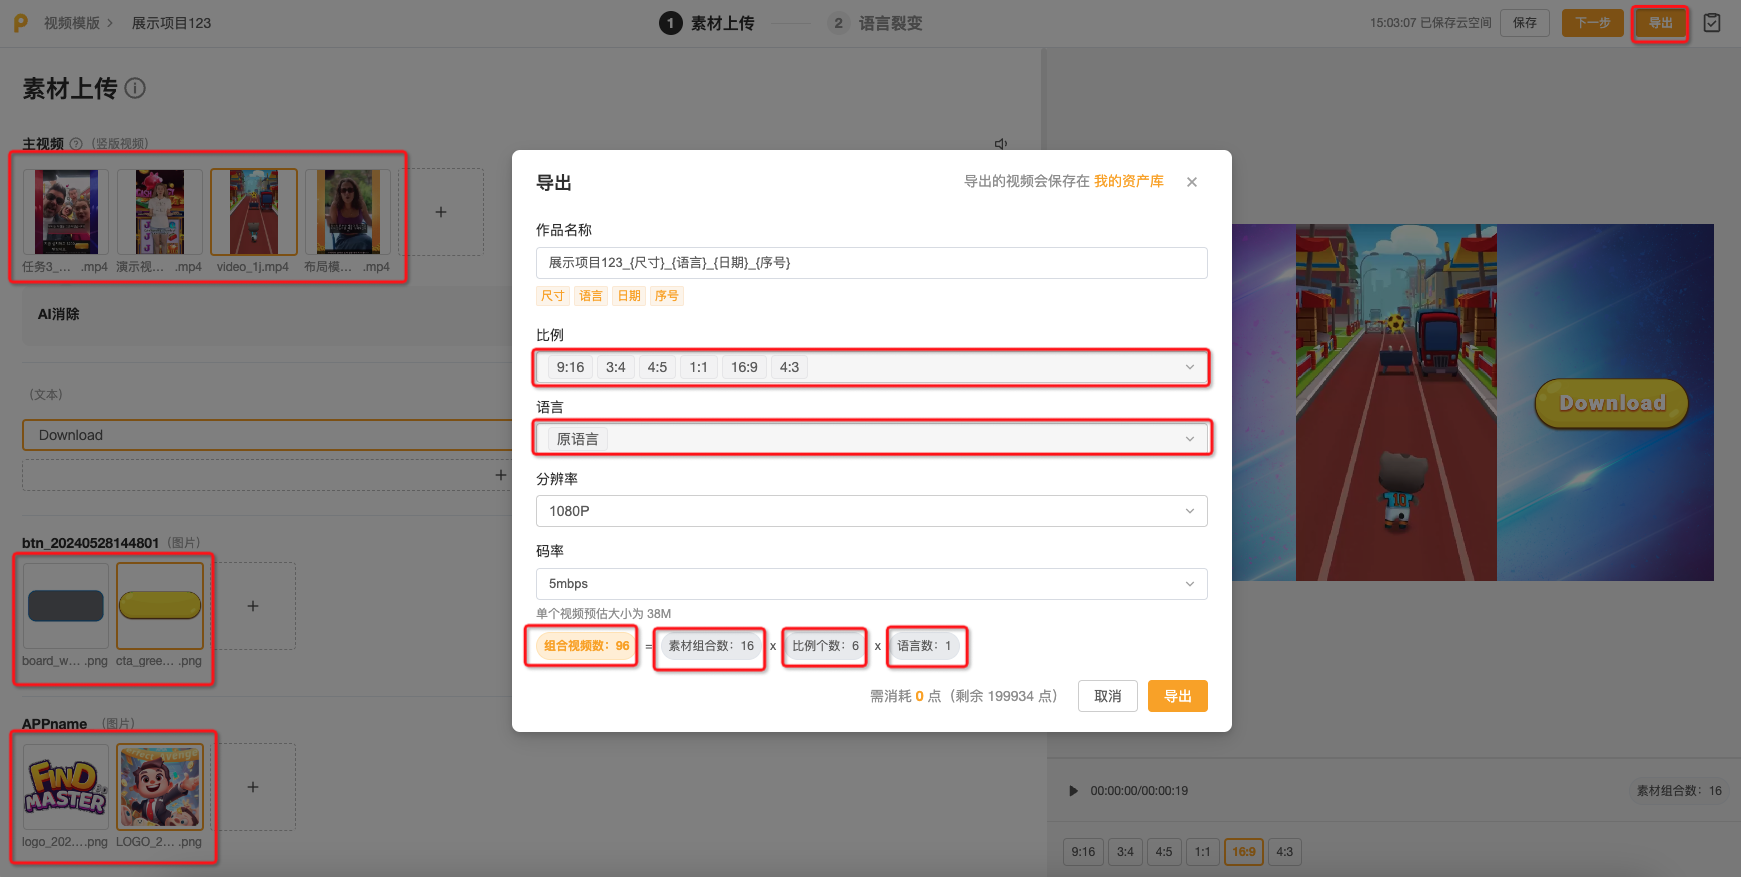 视频模版 > 展示项目123
1 素材上传
2 语言裂变
15:03:07 已保存云空间
保存
下一步
导出
素材上传
主视频 (竖版视频)
任务3_... .mp4
演示视... .mp4
video_1j.mp4
布局模... .mp4
AI消除
(文本)
Download
btn_20240528144801 (图片)
board_w... .png
cta_gree... .png
APPname (图片)
FIND MASTER
logo_202....png
LOGO_2... .png
导出
导出的视频会保存在 我的资产库
作品名称
展示项目123_{尺寸}_{语言}_{日期}_{序号}
尺寸 语言 日期 序号
比例
9:16 3:4 4:5 1:1 16:9 4:3
语言
原语言
分辨率
1080P
码率
5mbps
单个视频预估大小为 38M
组合视频数：96 = 素材组合数：16 x 比例个数：6 x 语言数：1
需消耗 0 点（剩余 199934 点）
取消
导出
Download
00:00:00/00:00:19
素材组合数：16
9:16 3:4 4:5 1:1 16:9 4:3